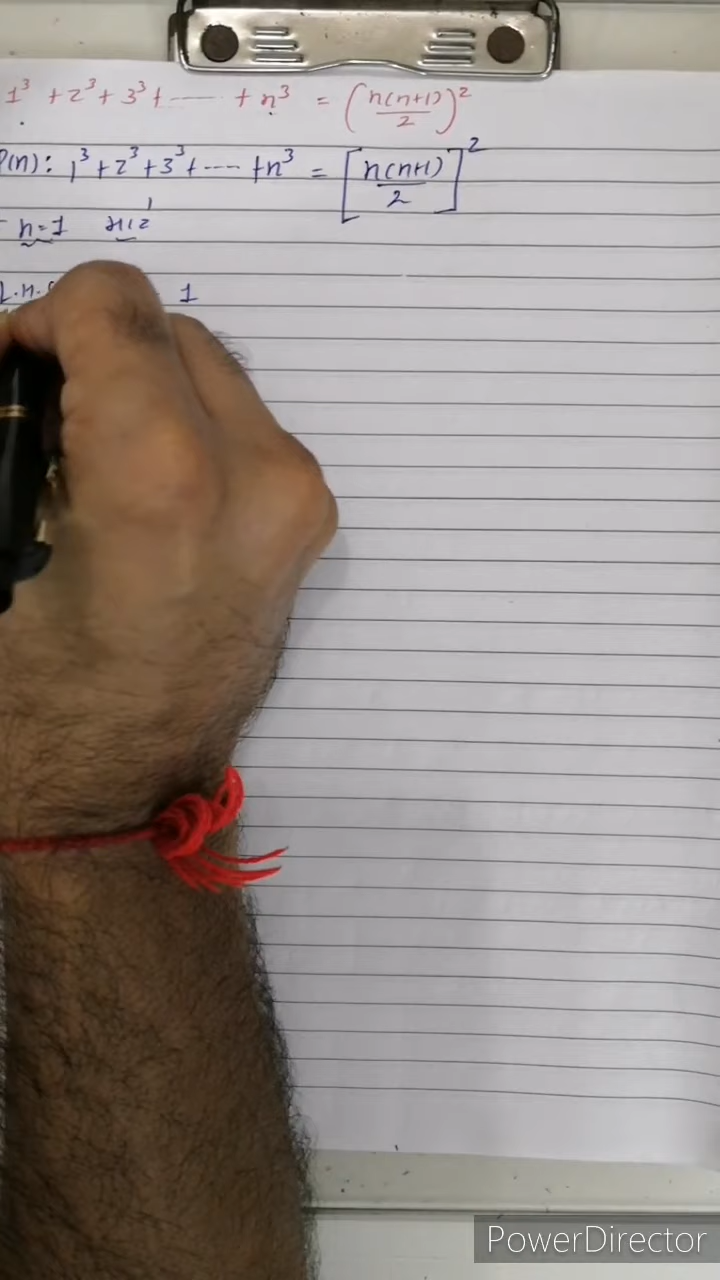 1³ + 2³ + 3³ + ------ + n³ = (n(n+1)/2)²
P(n): 1³ + 2³ + 3³ + ---- + n³ = [n(n+1)/2]²
n=1
1
PowerDirector